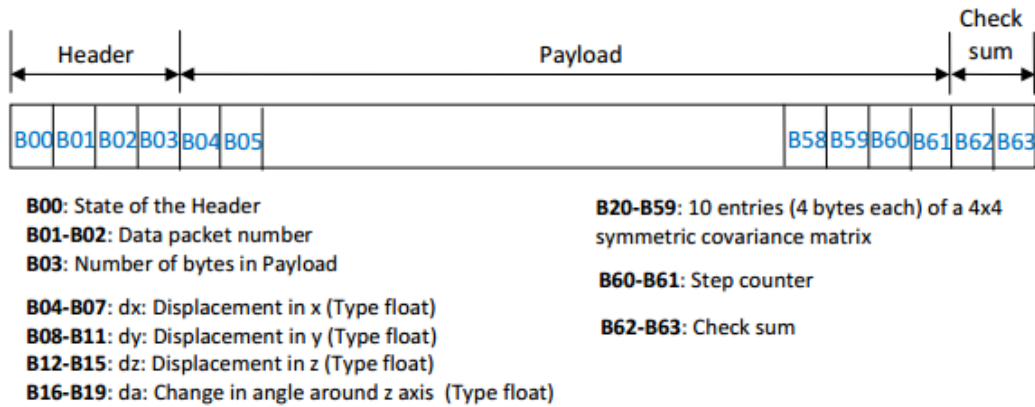 Header
Payload
Check
sum
B00 B01 B02 B03 B04 B05 B58 B59 B60 B61 B62 B63
B00: State of the Header
B01-B02: Data packet number
B03: Number of bytes in Payload
B04-B07: dx: Displacement in x (Type float)
B08-B11: dy: Displacement in y (Type float)
B12-B15: dz: Displacement in z (Type float)
B16-B19: da: Change in angle around z axis (Type float)
B20-B59: 10 entries (4 bytes each) of a 4x4
symmetric covariance matrix
B60-B61: Step counter
B62-B63: Check sum